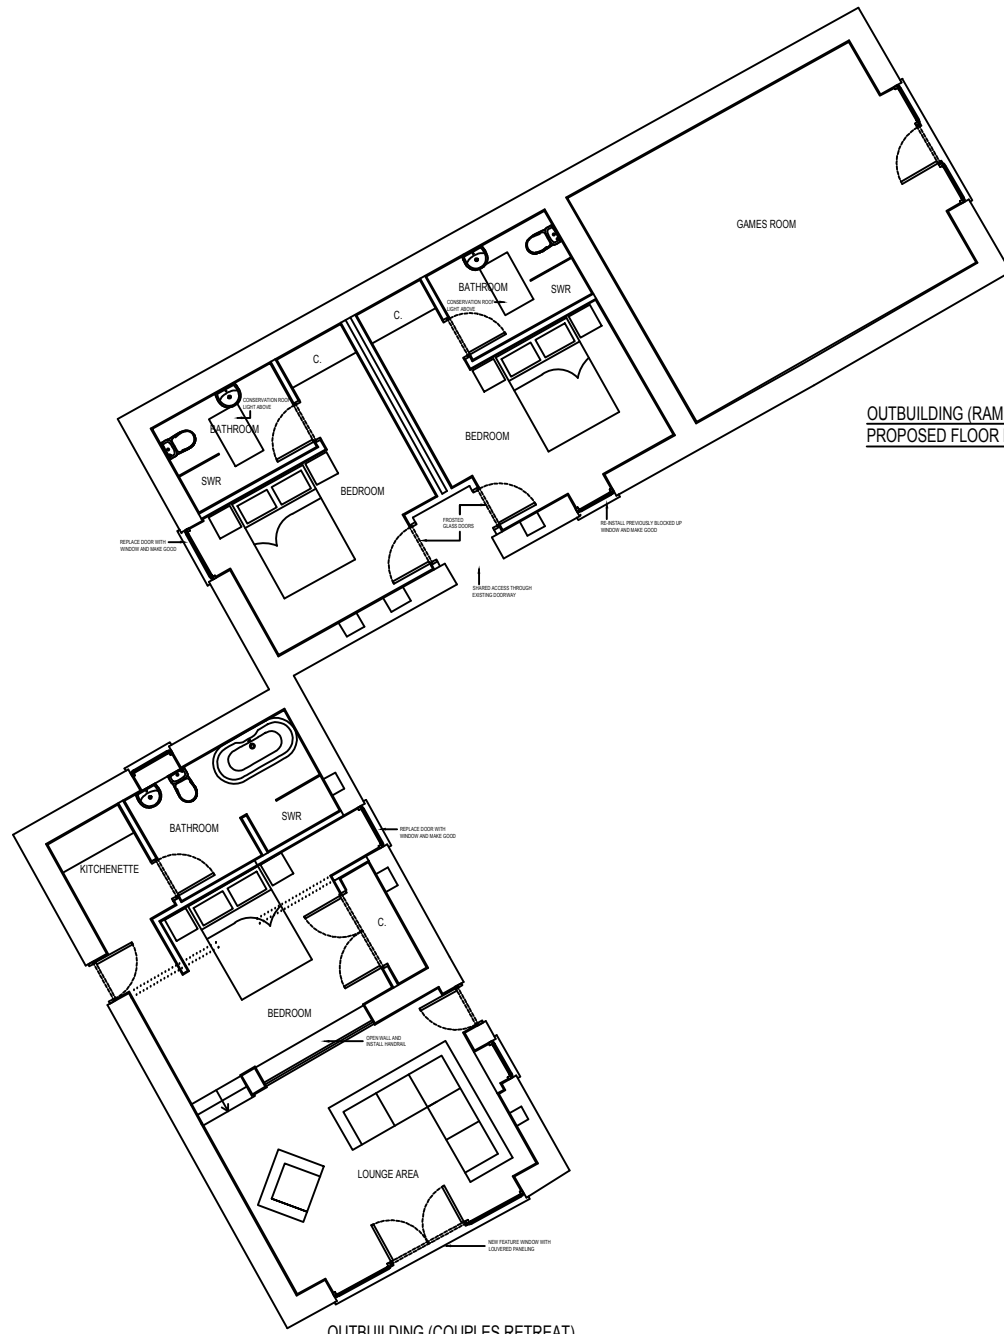 GAMES ROOM
BATHROOM
SWR
CONSERVATION ROOF
LIGHT ABOVE
C.
C.
CONSERVATION ROOF
LIGHT ABOVE
BATHROOM
SWR
BEDROOM
BEDROOM
OUTBUILDING (RAM
PROPOSED FLOOR
FROSTED
GLASS DOORS
RE-INSTALL PREVIOUSLY BLOCKED UP
WINDOW AND MAKE GOOD
REPLACE DOOR WITH
WINDOW AND MAKE GOOD
SHARED ACCESS THROUGH
EXISTING DOORWAY
BATHROOM
SWR
REPLACE DOOR WITH
WINDOW AND MAKE GOOD
KITCHENETTE
C.
BEDROOM
OPEN WALL AND
INSTALL HANDRAIL
LOUNGE AREA
NEW FEATURE WINDOW WITH
LOUVERED PANELING
OUTBUILDING (COUPLES RETREAT)